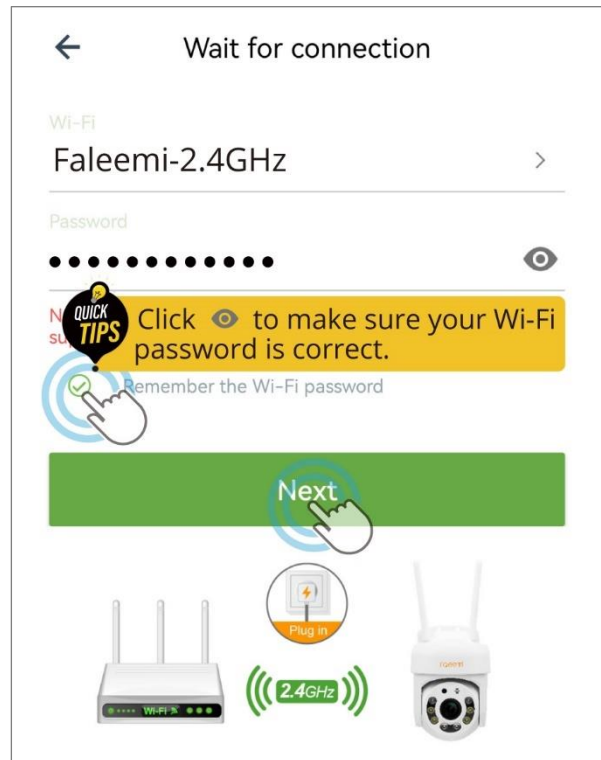 Wait for connection
Wi-Fi
Faleemi-2.4GHz
Password
QUICK
TIPS
Click to make sure your Wi-Fi
password is correct.
Remember the Wi-Fi password
Next
Plug in
Wi-Fi
2.4GHz
Faleemi